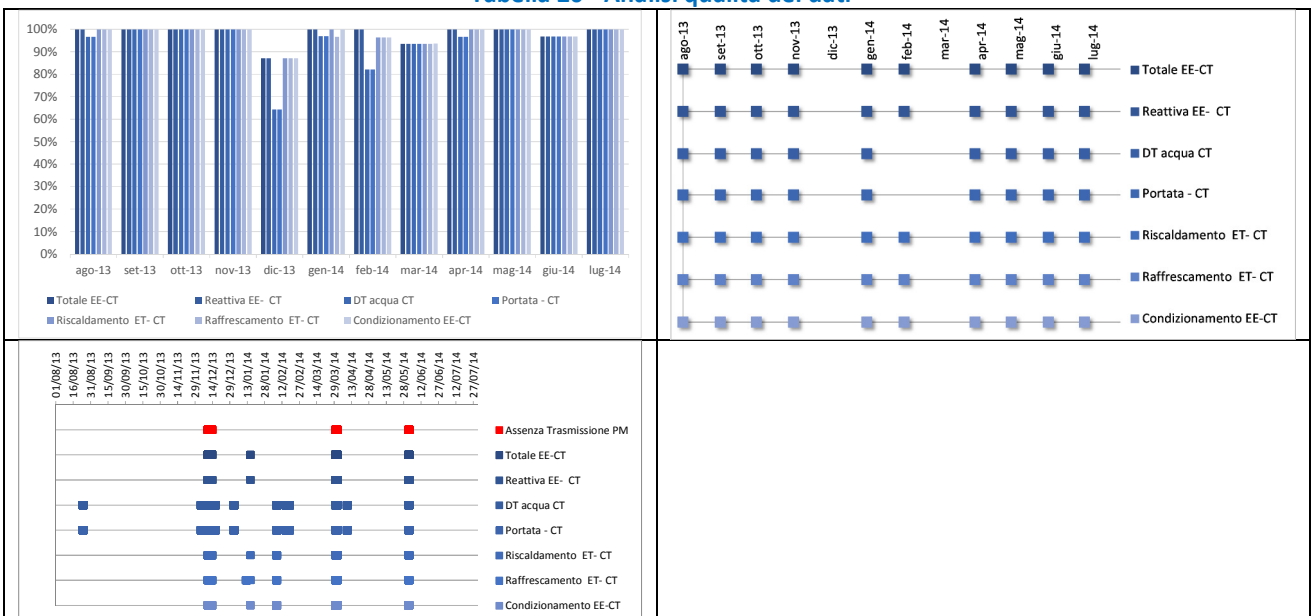 100%
90%
80%
70%
60%
50%
40%
30%
20%
10%
0%
ago-13 set-13 ott-13 nov-13 dic-13 gen-14 feb-14 mar-14 apr-14 mag-14 giu-14 lug-14
Totale EE-CT Reattiva EE- CT DT acqua CT Portata - CT
Riscaldamento ET- CT Raffrescamento ET- CT Condizionamento EE-CT
ago-13 set-13 ott-13 nov-13 dic-13 gen-14 feb-14 mar-14 apr-14 mag-14 giu-14 lug-14
Totale EE-CT
Reattiva EE- CT
DT acqua CT
Portata - CT
Riscaldamento ET- CT
Raffrescamento ET- CT
Condizionamento EE-CT
01/08/13 16/08/13 31/08/13 15/09/13 30/09/13 15/10/13 30/10/13 14/11/13 29/11/13 14/12/13 29/12/13 13/01/14 28/01/14 12/02/14 27/02/14 14/03/14 29/03/14 13/04/14 28/04/14 13/05/14 28/05/14 12/06/14 27/06/14 12/07/14 27/07/14
Assenza Trasmissione PM
Totale EE-CT
Reattiva EE- CT
DT acqua CT
Portata - CT
Riscaldamento ET- CT
Raffrescamento ET- CT
Condizionamento EE-CT